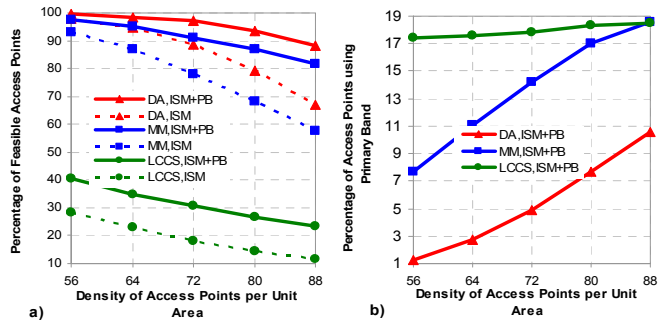 Percentage of Feasible Access Points
100
90
80
70
60
50
40
30
20
10
DA,ISM+PB
DA,ISM
MM,ISM+PB
MM,ISM
LCCS,ISM+PB
LCCS,ISM
56 64 72 80 88
Density of Access Points per Unit
Area
a)
Percentage of Access Points using
Primary Band
19
17
15
13
11
9
7
5
3
1
DA,ISM+PB
MM,ISM+PB
LCCS,ISM+PB
56 64 72 80 88
Density of Access Points per Unit
Area
b)